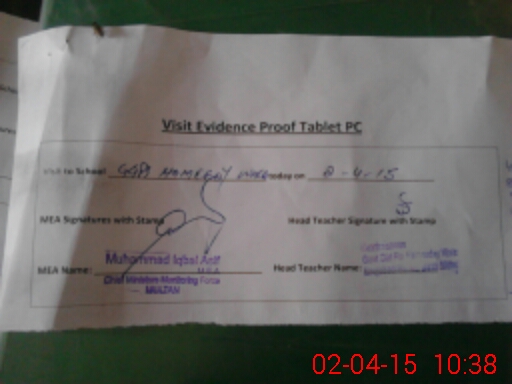 Visit Evidence Proof Tablet PC
Visit to School today on 2-4-15
MEA Signatures with Stamp Head Teacher Signature with Stamp
Muhammad Iqbal Arif
M.E.A
MEA Name: Head Teacher Name:
Chief Ministers Monitoring Force
MULTAN
02-04-15 10:38